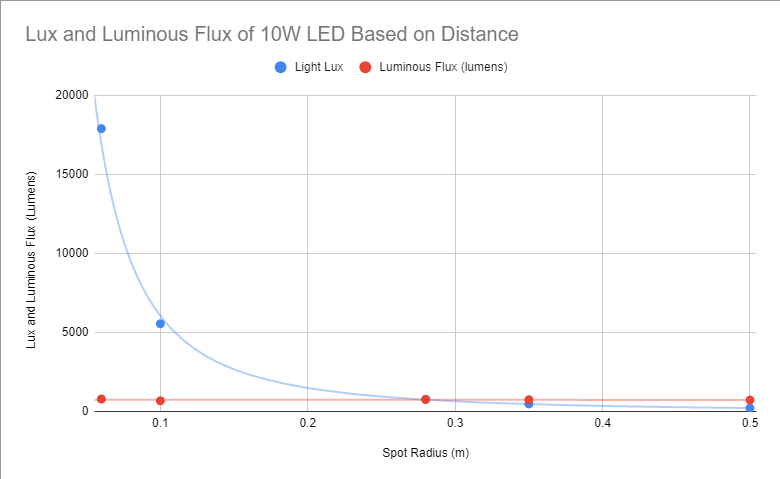 Lux and Luminous Flux of 10W LED Based on Distance
Light Lux
Luminous Flux (lumens)
20000
15000
10000
5000
0
Lux and Luminous Flux (Lumens)
0.1
0.2
0.3
0.4
0.5
Spot Radius (m)